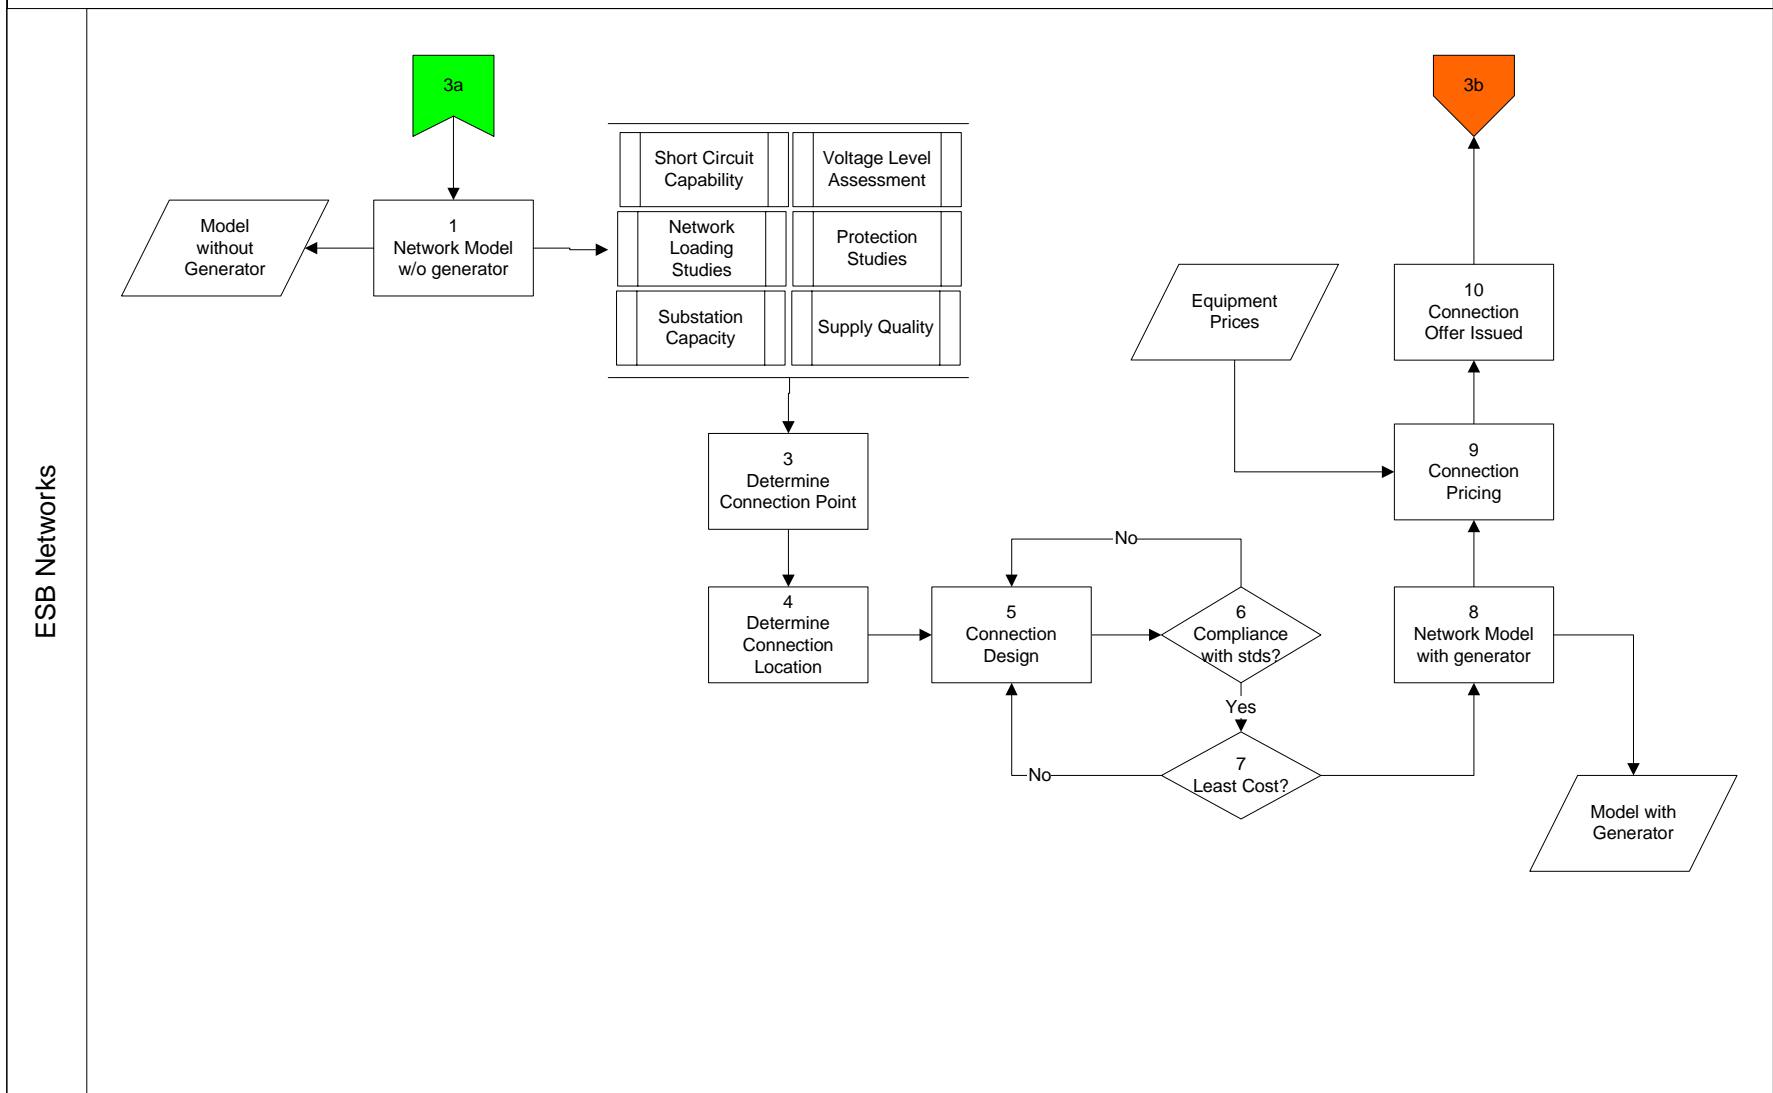 ESB Networks
3a
3b
Short Circuit
Capability
Voltage Level
Assessment
Model
without
Generator
1
Network Model
w/o generator
Network
Loading
Studies
Protection
Studies
Substation
Capacity
Supply Quality
Equipment
Prices
10
Connection
Offer Issued
3
Determine
Connection Point
9
Connection
Pricing
No
4
Determine
Connection
Location
5
Connection
Design
6
Compliance
with stds?
8
Network Model
with generator
Yes
No
7
Least Cost?
Model with
Generator